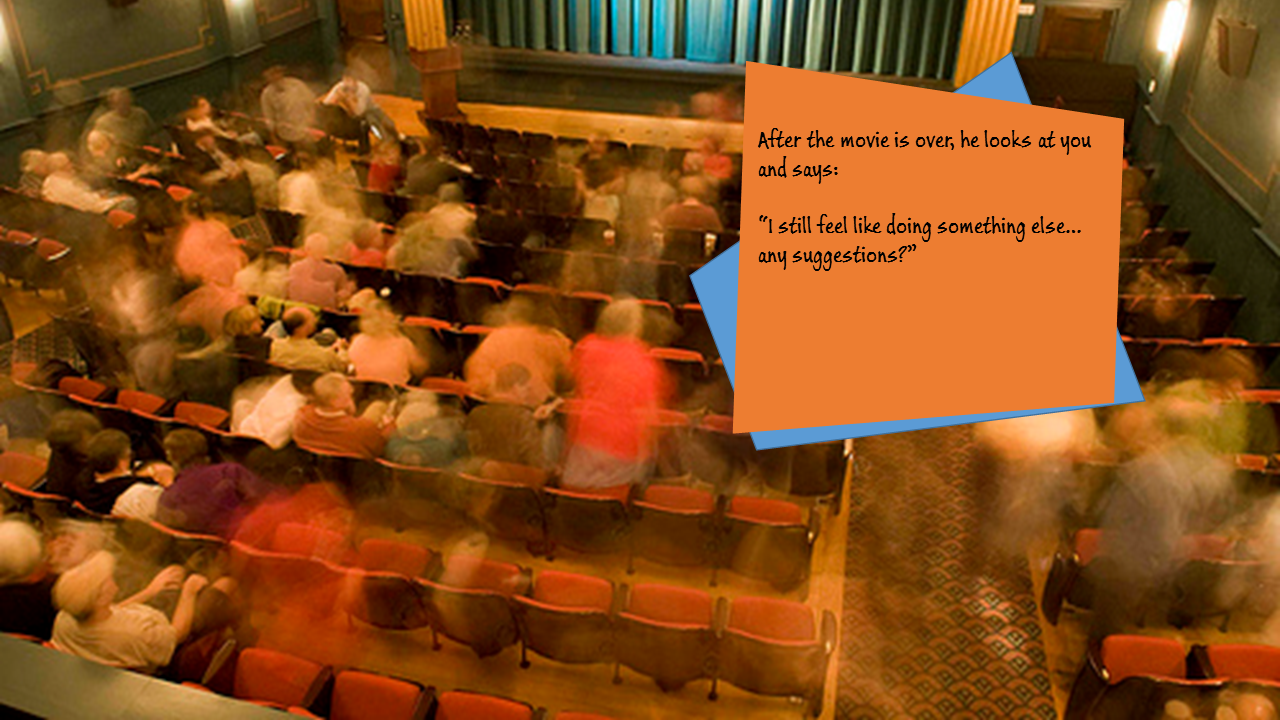 After the movie is over, he looks at you
and says:
“I still feel like doing something else...
any suggestions?”